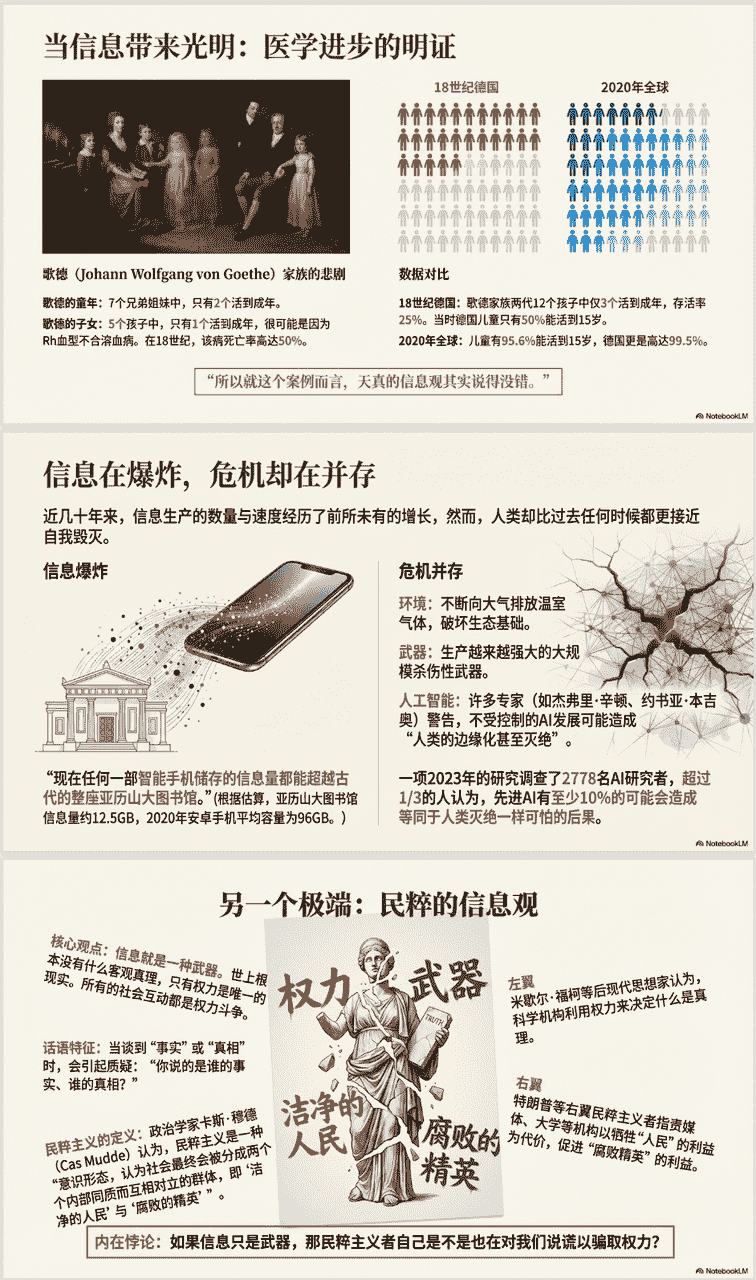 当信息带来光明：医学进步的明证
18世纪德国
2020年全球
歌德（Johann Wolfgang von Goethe）家族的悲剧
歌德的童年：7个兄弟姐妹中，只有2个活到成年。
歌德的子女：5个孩子中，只有1个活到成年，很可能是因为
Rh血型不合溶血病。在18世纪，该病死亡率高达50%。
数据对比
18世纪德国：歌德家族两代12个孩子中仅3个活到成年，存活率
25%。当时德国儿童只有50%能活到15岁。
2020年全球：儿童有95.6%能活到15岁，德国更是高达99.5%。
“所以就这个案例而言，天真的信息观其实说得没错。”
NotebookLM
信息在爆炸，危机却在并存
近几十年来，信息生产的数量与速度经历了前所未有的增长，然而，人类却比过去任何时候都更接近
自我毁灭。
信息爆炸
“现在任何一部智能手机储存的信息量都能超越古
代的整座亚历山大图书馆。”(根据估算，亚历山大图书馆
信息量约12.5GB，2020年安卓手机平均容量为96GB。)
危机并存
环境：不断向大气排放温室
气体，破坏生态基础。
武器：生产越来越强大的大规
模杀伤性武器。
人工智能：许多专家（如杰弗里·辛顿、约书亚·本吉
奥）警告，不受控制的AI发展可能造成
“人类的边缘化甚至灭绝”。
一项2023年的研究调查了2778名AI研究者，超过
1/3的人认为，先进AI有至少10%的可能会造成
等同于人类灭绝一样可怕的后果。
NotebookLM
另一个极端：民粹的信息观
核心观点：信息就是一种武器。世上根
本没有什么客观真理，只有权力是唯一的
现实。所有的社会互动都是权力斗争。
话语特征：当谈到“事实”或“真相”
时，会引起质疑：“你说的是谁的事
实、谁的真相？”
民粹主义的定义：政治学家卡斯·穆德
（Cas Mudde）认为，民粹主义是一种
“意识形态，认为社会最终会被分成两个
个内部同质而互相对立的群体，即‘洁
净的人民’与‘腐败的精英’”。
权力
武器
TRUTH
洁净的
人民
腐败的
精英
左翼
米歇尔·福柯等后现代思想家认为，
科学机构利用权力来决定什么是真
理。
右翼
特朗普等右翼民粹主义者指责媒
体、大学等机构以牺牲“人民”的利益
为代价，促进“腐败精英”的利益。
内在悖论：如果信息只是武器，那民粹主义者自己是不是也在对我们说谎以骗取权力？
NotebookLM